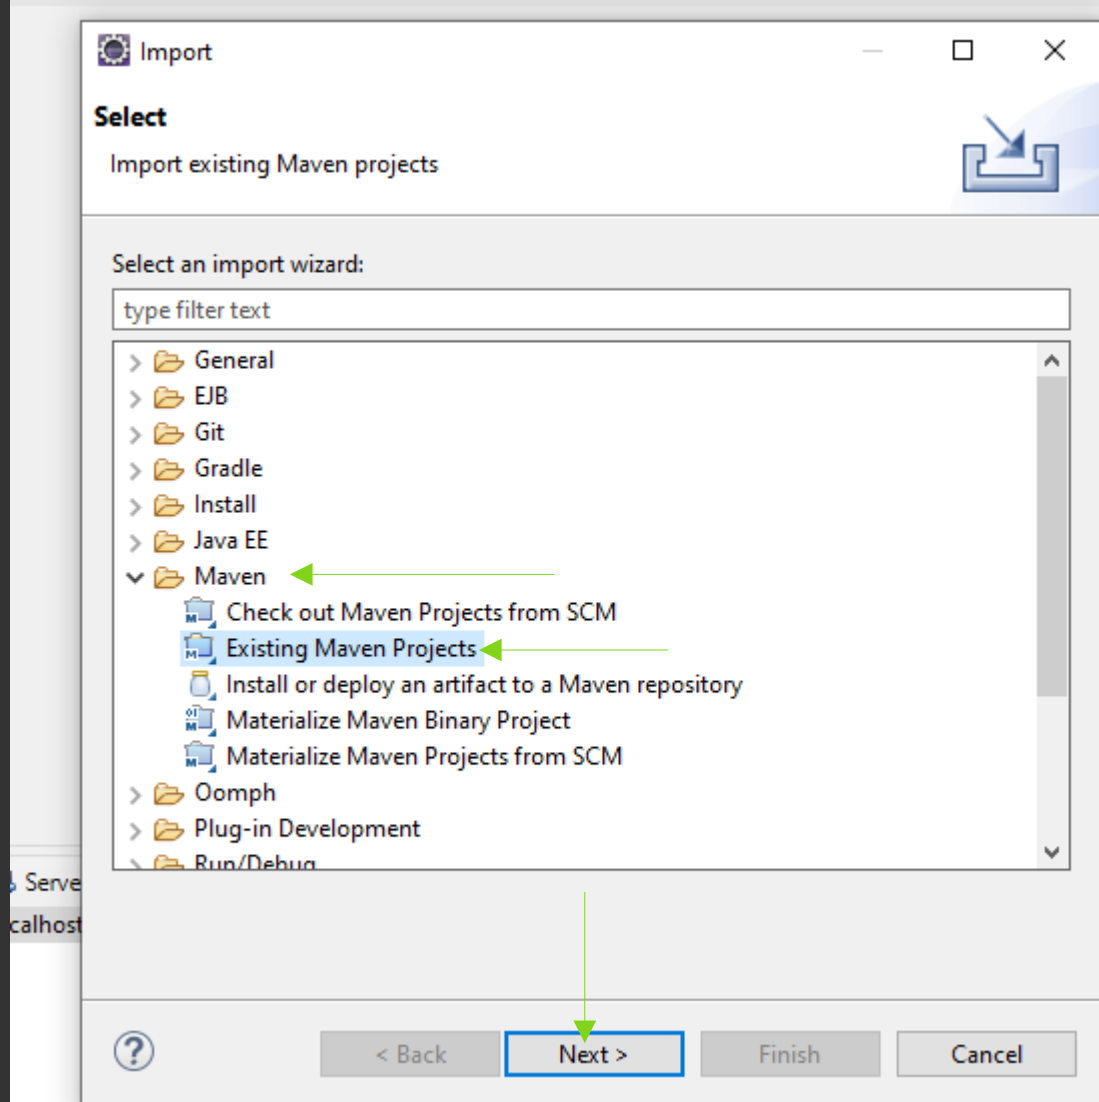 Import
Select
Import existing Maven projects
Select an import wizard:
type filter text
General
EJB
Git
Gradle
Install
Java EE
Maven
Check out Maven Projects from SCM
Existing Maven Projects
Install or deploy an artifact to a Maven repository
Materialize Maven Binary Project
Materialize Maven Projects from SCM
Oomph
Plug-in Development
Run/Debug
Serve
calhost
? < Back Next > Finish Cancel